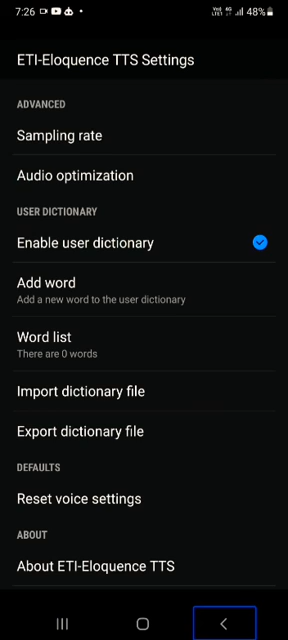 7:26
48%
ETI-Eloquence TTS Settings
ADVANCED
Sampling rate
Audio optimization
USER DICTIONARY
Enable user dictionary
Add word
Add a new word to the user dictionary
Word list
There are 0 words
Import dictionary file
Export dictionary file
DEFAULTS
Reset voice settings
ABOUT
About ETI-Eloquence TTS